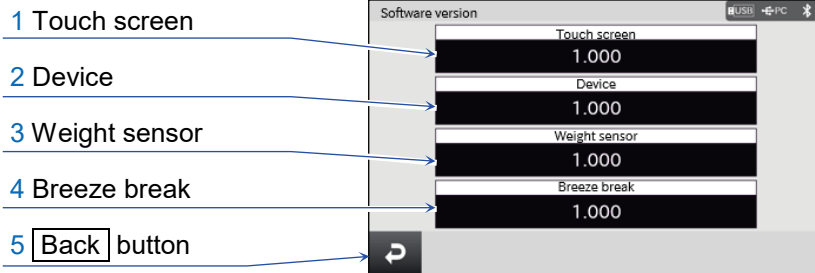 1 Touch screen
2 Device
3 Weight sensor
4 Breeze break
5 Back button
Software version
USB PC
Touch screen
1.000
Device
1.000
Weight sensor
1.000
Breeze break
1.000